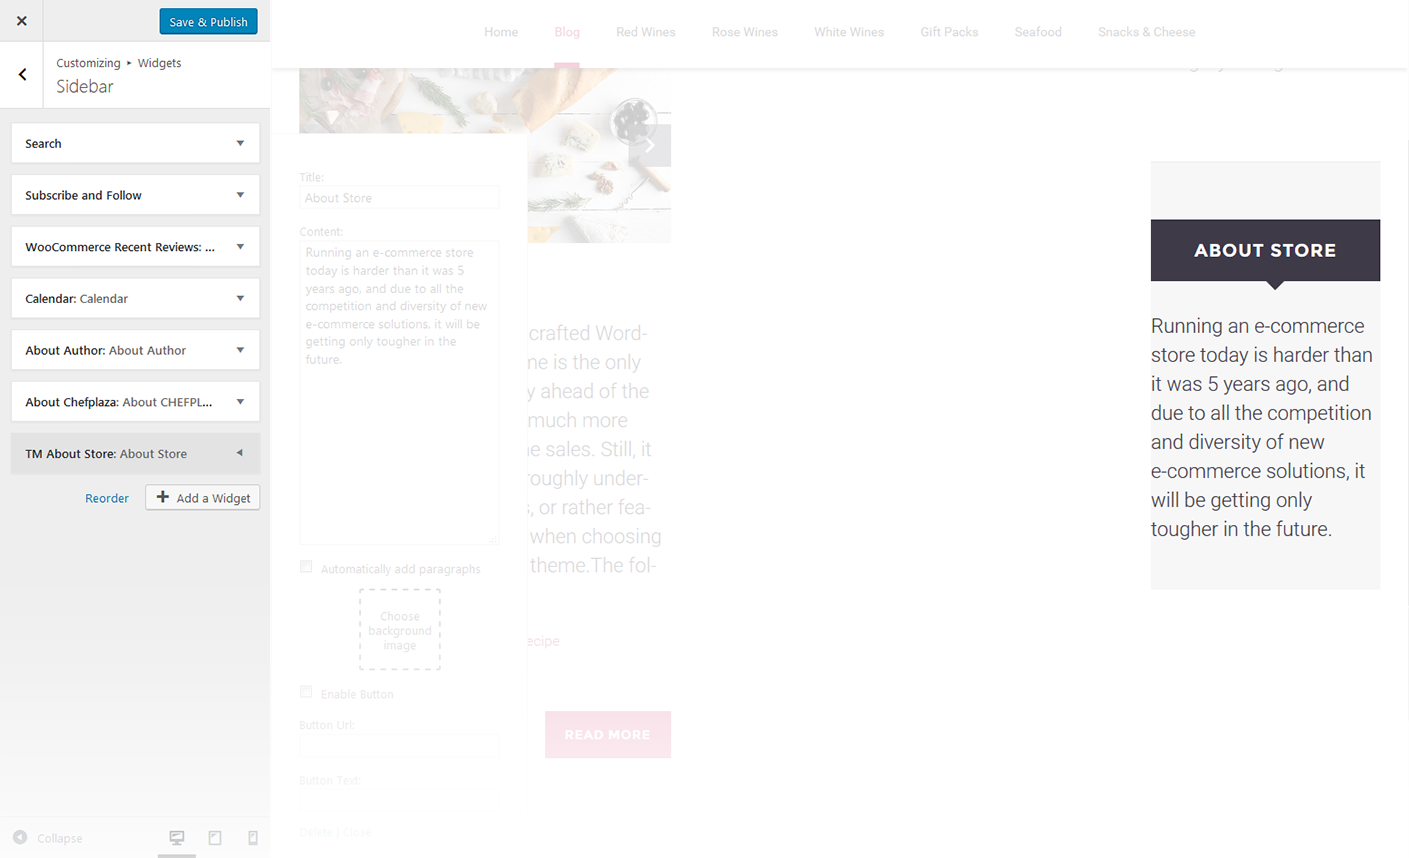 Save & Publish
Customizing ▸ Widgets
Sidebar
Search
Subscribe and Follow
WooCommerce Recent Reviews: ...
Calendar: Calendar
About Author: About Author
About Chefplaza: About CHEFPL...
TM About Store: About Store
Reorder
Add a Widget
Collapse
Home
Blog
Red Wines
Rose Wines
White Wines
Gift Packs
Seafood
Snacks & Cheese
Title:
About Store
Content:
Running an e-commerce store
today is harder than it was 5
years ago, and due to all the
competition and diversity of new
e-commerce solutions, it will be
getting only tougher in the
future.
Automatically add paragraphs
Choose
background
image
Enable Button
Button Url:
Button Text:
Delete | Close
crafted Word-
ne is the only
y ahead of the
much more
e sales. Still, it
roughly under-
s, or rather fea-
when choosing
theme.The fol-
ecipe
READ MORE
ABOUT STORE
Running an e-commerce
store today is harder than
it was 5 years ago, and
due to all the competition
and diversity of new
e-commerce solutions, it
will be getting only
tougher in the future.